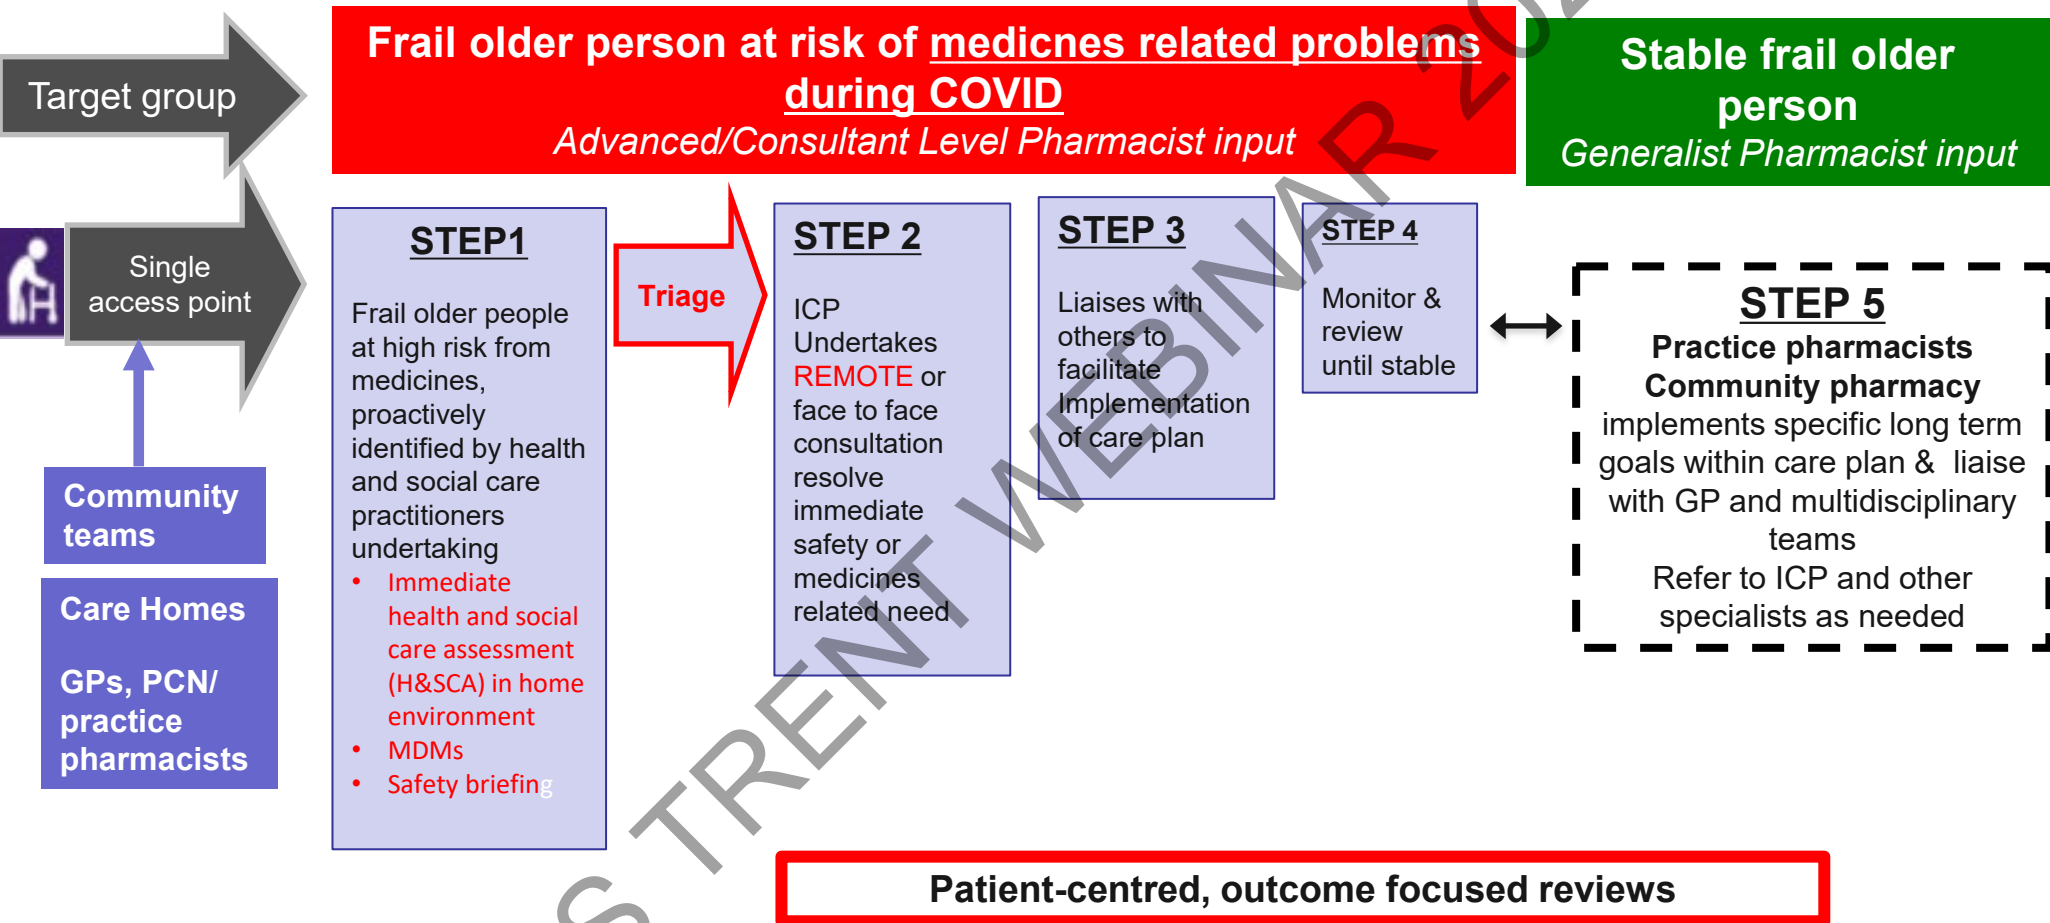 Target group
Frail older person at risk of medicnes related problems
during COVID
Advanced/Consultant Level Pharmacist input
Stable frail older
person
Generalist Pharmacist input
Single
access point
Community
teams
Care Homes
GPs, PCN/
practice
pharmacists
STEP1
Frail older people
at high risk from
medicines,
proactively
identified by health
and social care
practitioners
undertaking
• Immediate
health and social
care assessment
(H&SCA) in home
environment
• MDMs
• Safety briefing
Triage
STEP 2
ICP
Undertakes
REMOTE or
face to face
consultation
resolve
immediate
safety or
medicines
related need
STEP 3
Liaises with
others to
facilitate
Implementation
of care plan
STEP 4
Monitor &
review
until stable
STEP 5
Practice pharmacists
Community pharmacy
implements specific long term
goals within care plan & liaise
with GP and multidisciplinary
teams
Refer to ICP and other
specialists as needed
Patient-centred, outcome focused reviews
S TRENT WEBINAR 202